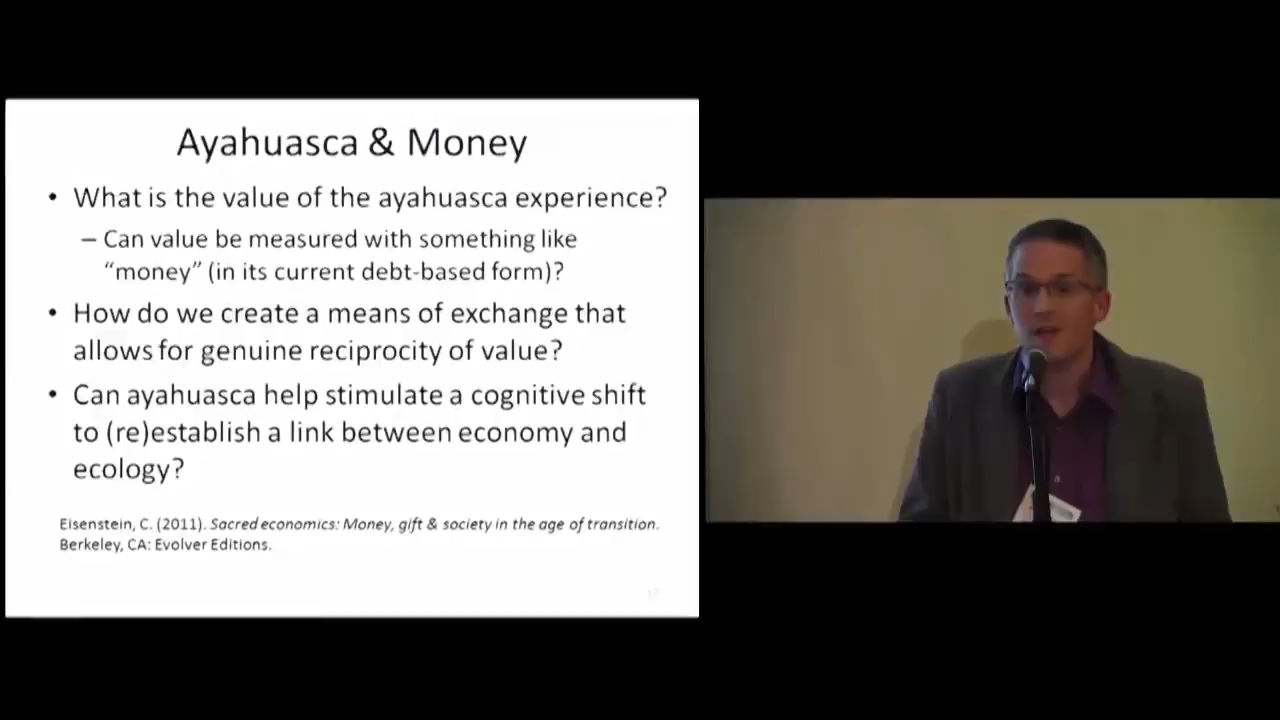 Ayahuasca & Money
• What is the value of the ayahuasca experience?
– Can value be measured with something like
“money” (in its current debt-based form)?
• How do we create a means of exchange that
allows for genuine reciprocity of value?
• Can ayahuasca help stimulate a cognitive shift
to (re)establish a link between economy and
ecology?
Eisenstein, C. (2011). Sacred economics: Money, gift & society in the age of transition.
Berkeley, CA: Evolver Editions.